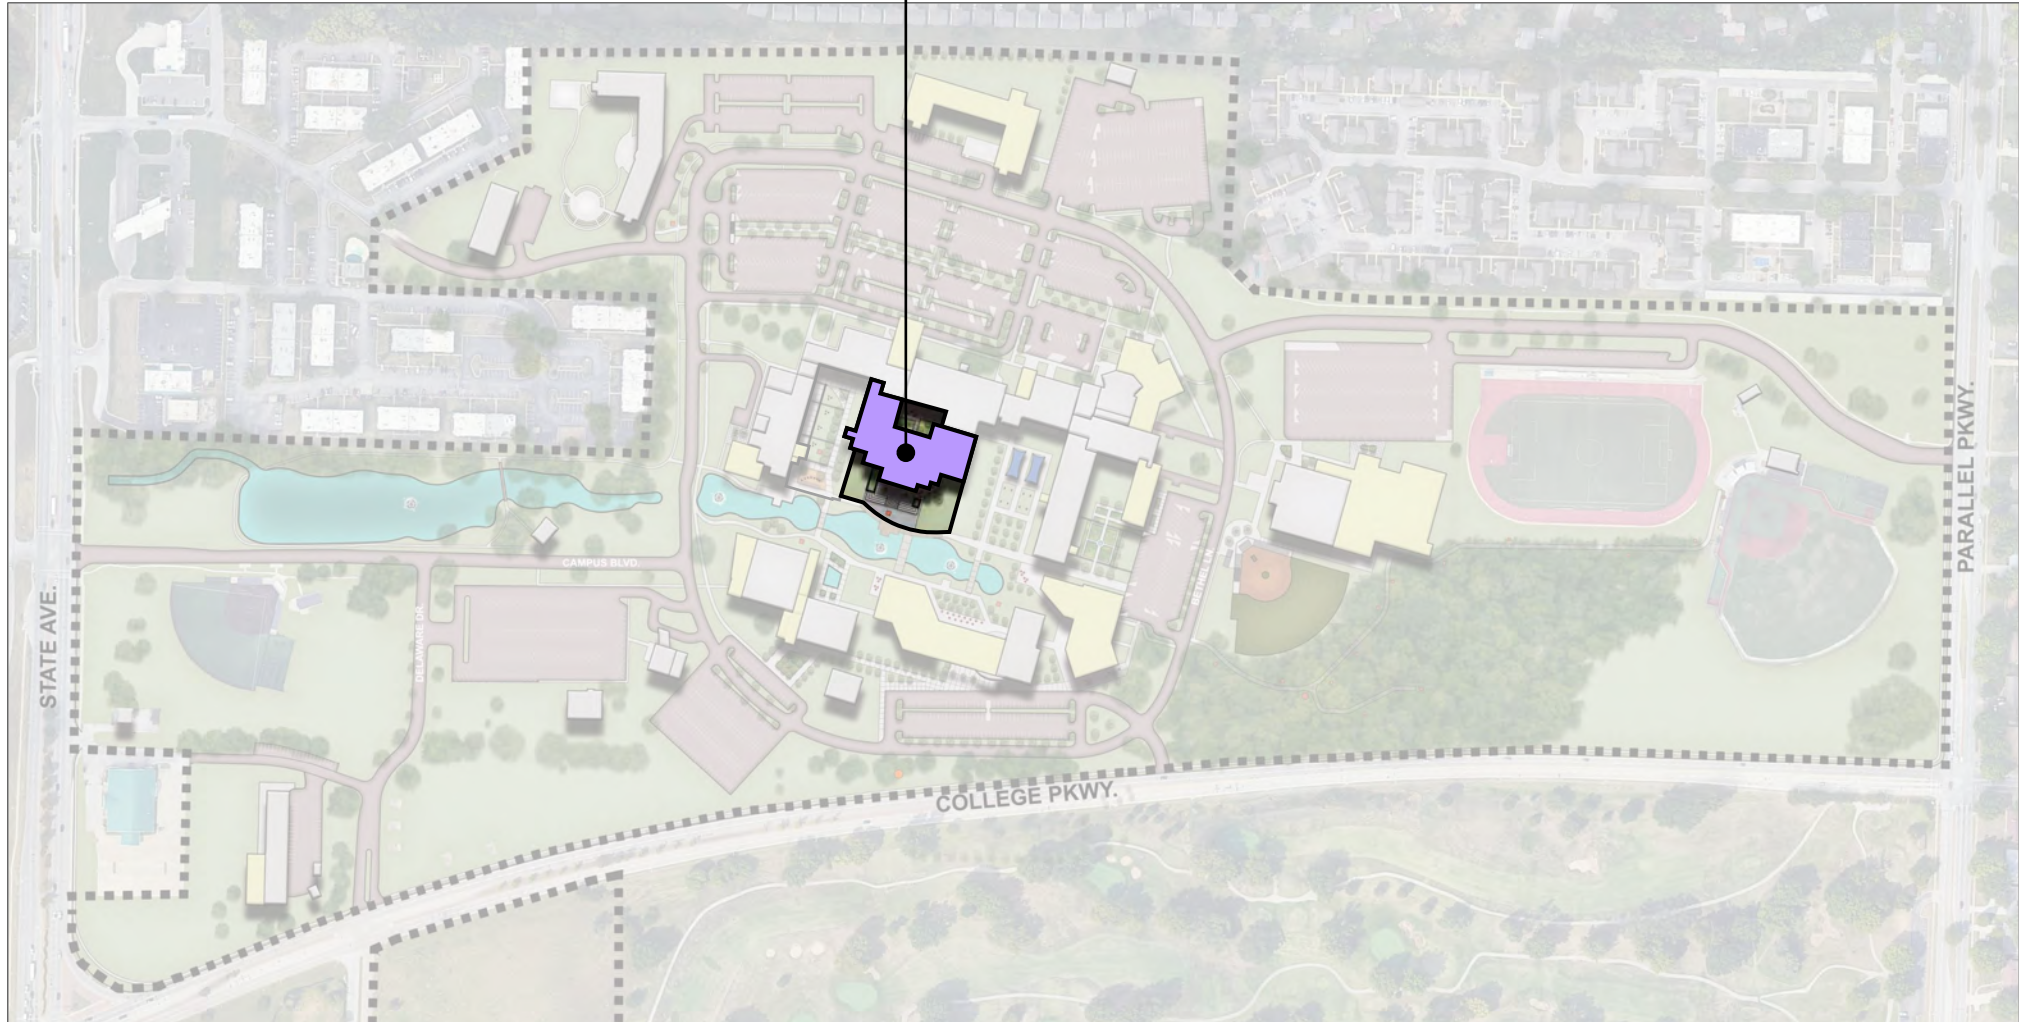 STATE AVE.
CAMPUS BLVD.
DELAWARE DR.
BETHEL LN.
COLLEGE PKWY.
PARALLEL PKWY.